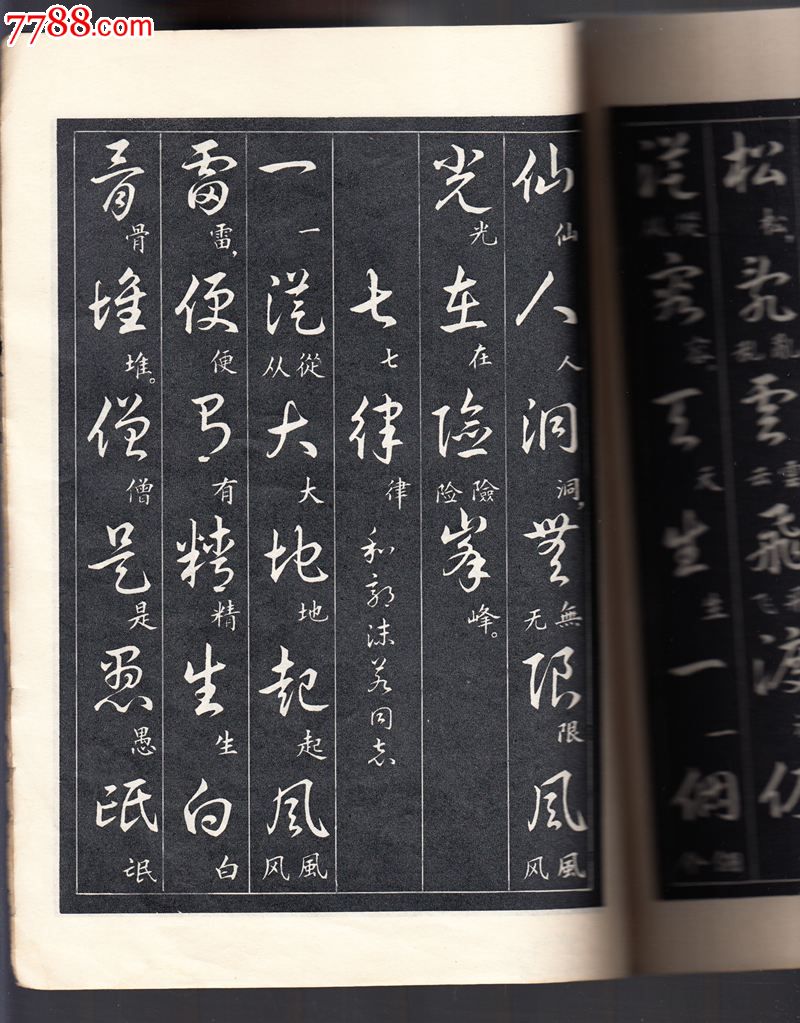 7788.com
松 松， 亂 亂乱 雲 雲云 飛 飛飞 渡 仍
從 容 容， 天 天 生 生 一 一 個 個个
仙 仙 人 人 洞 洞， 無 無无 限 限 風 風风
光 光 在 在 險 險险 峰 峰。
七 七 律 律 和郭沫若同志
一 一 從 從从 大 大 地 地 起 起 風 風风
雷 雷， 便 便 有 有 精 精 生 生 白 白
骨 骨 堆 堆。 僧 僧 是 是 愚 愚 氓 氓